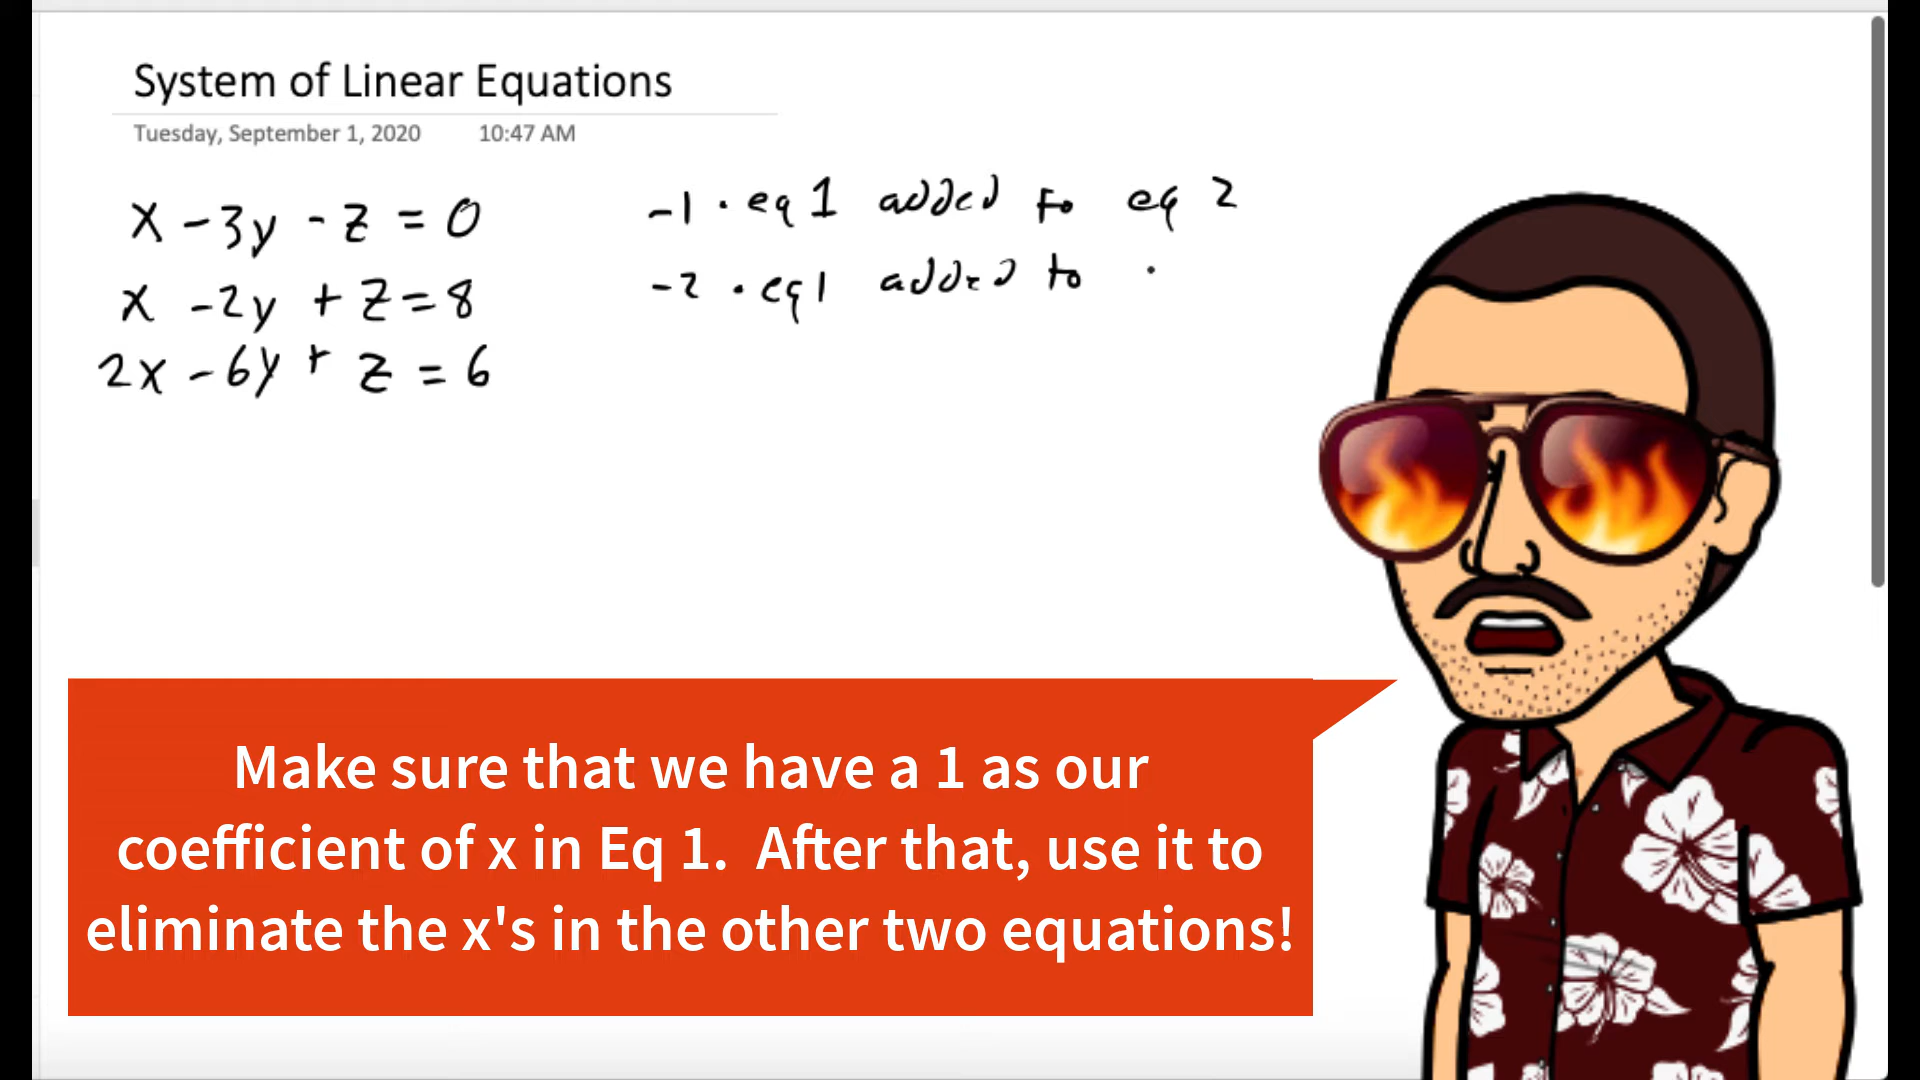 System of Linear Equations
Tuesday, September 1, 2020 10:47 AM
x - 3y - z = 0
x - 2y + z = 8
2x - 6y + z = 6
-1 · eq 1 added to eq 2
-2 · eq 1 added to
Make sure that we have a 1 as our
coefficient of x in Eq 1. After that, use it to
eliminate the x's in the other two equations!